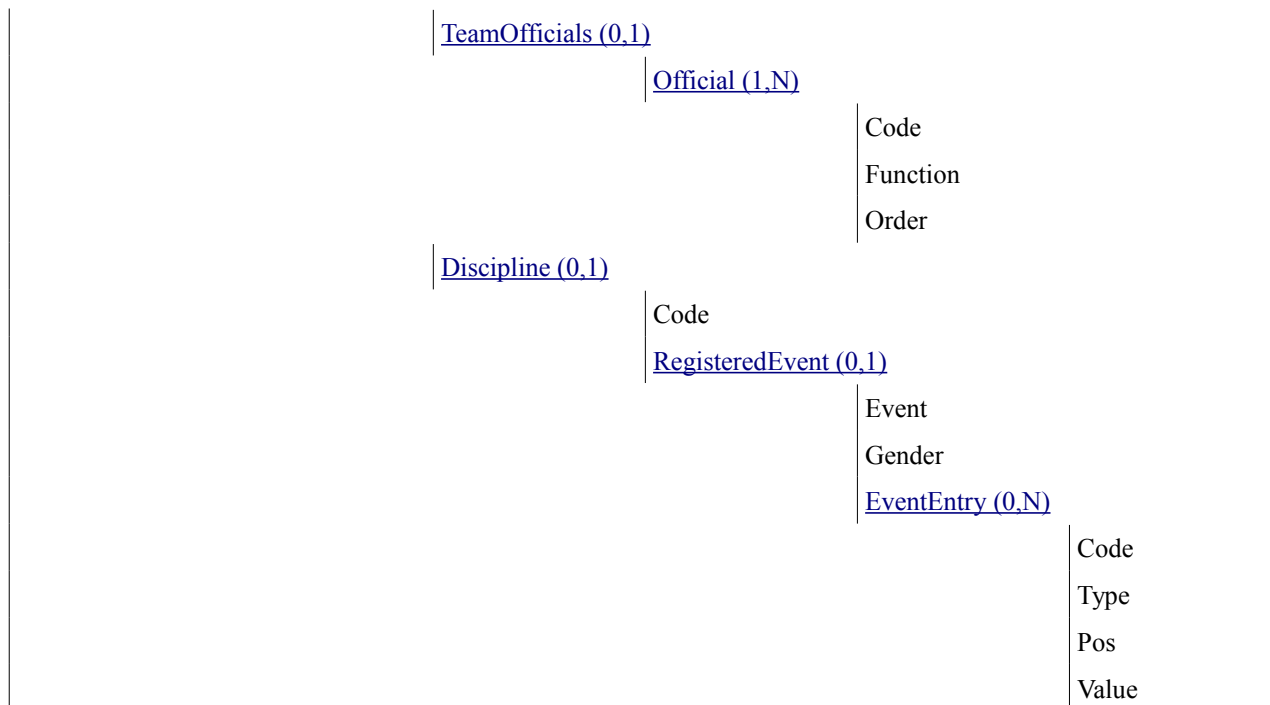 TeamOfficials (0,1)
Official (1,N)
Code
Function
Order
Discipline (0,1)
Code
RegisteredEvent (0,1)
Event
Gender
EventEntry (0,N)
Code
Type
Pos
Value